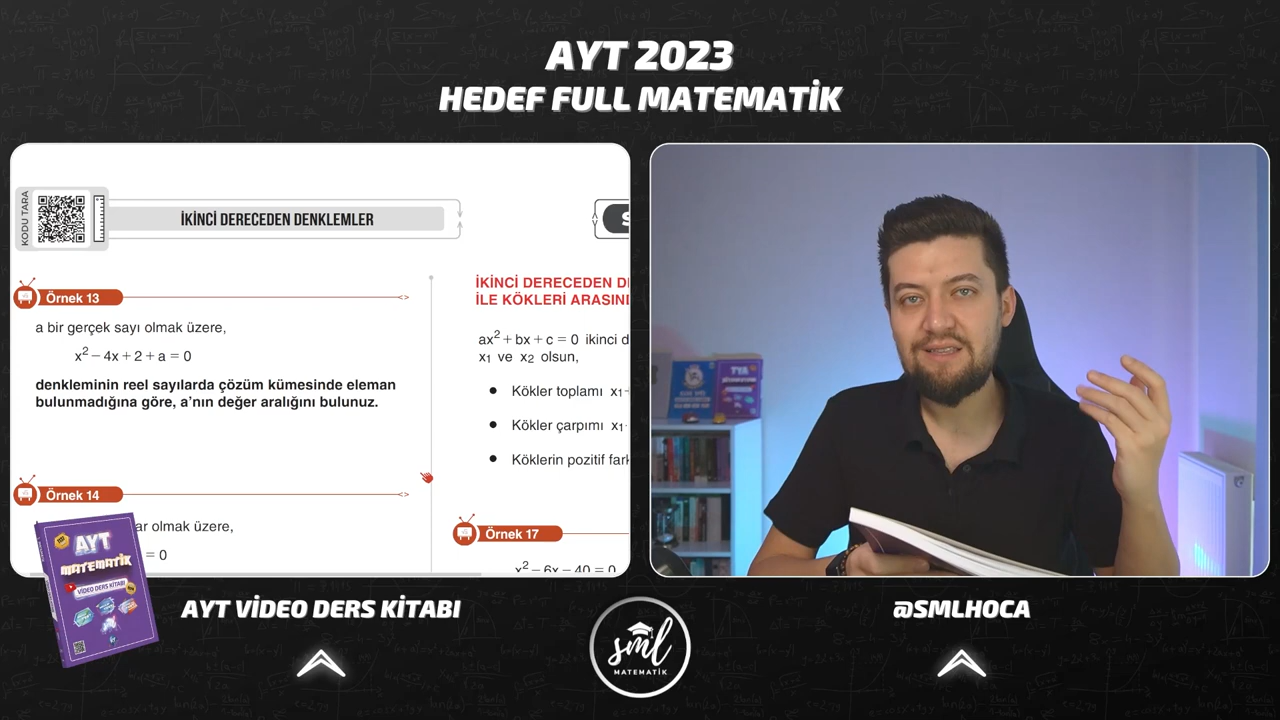 AYT 2023
HEDEF FULL MATEMATİK
KODU TARA
İKİNCİ DERECEDEN DENKLEMLER
S
Örnek 13
a bir gerçek sayı olmak üzere,
x² – 4x + 2 + a = 0
denkleminin reel sayılarda çözüm kümesinde eleman
bulunmadığına göre, a'nın değer aralığını bulunuz.
Örnek 14
ar olmak üzere,
= 0
İKİNCİ DERECEDEN D
İLE KÖKLERİ ARASIN
ax² + bx + c = 0 ikinci d
x₁ ve x₂ olsun,
• Kökler toplamı x₁
• Kökler çarpımı x₁
• Köklerin pozitif fark
Örnek 17
x² – 6x – 40 = 0
TYT
AYT
MATEMATİK
VİDEO DERS KİTABI
AYT VİDEO DERS KİTABI
sml
MATEMATİK
@SMLHOCA